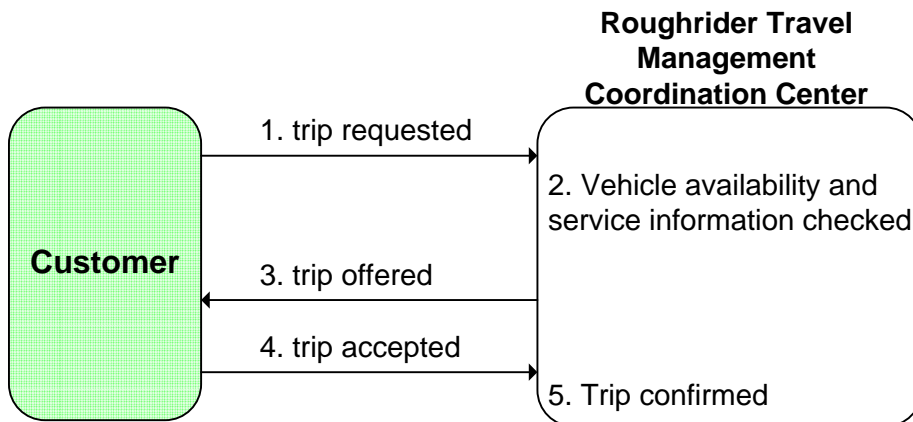 Roughrider Travel
Management
Coordination Center
1. trip requested
2. Vehicle availability and
service information checked
Customer
3. trip offered
4. trip accepted
5. Trip confirmed